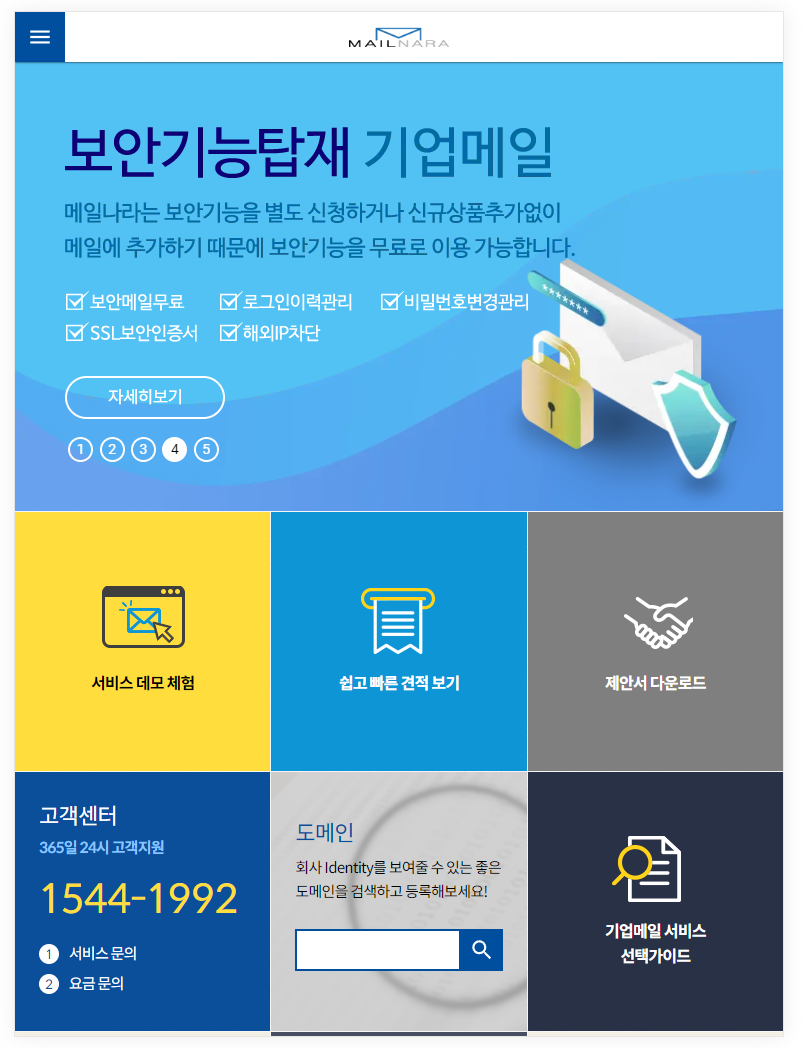 MAILNARA
보안기능탑재 기업메일
메일나라는 보안기능을 별도 신청하거나 신규상품추가없이
메일에 추가하기 때문에 보안기능을 무료로 이용 가능합니다.
보안메일무료 로그인이력관리 비밀번호변경관리
SSL보안인증서 해외IP차단
*******
자세히보기
1 2 3 4 5
서비스 데모 체험
쉽고 빠른 견적 보기
제안서 다운로드
고객센터
365일 24시 고객지원
1544-1992
1 서비스 문의
2 요금 문의
도메인
회사 Identity를 보여줄 수 있는 좋은
도메인을 검색하고 등록해보세요!
기업메일 서비스
선택가이드